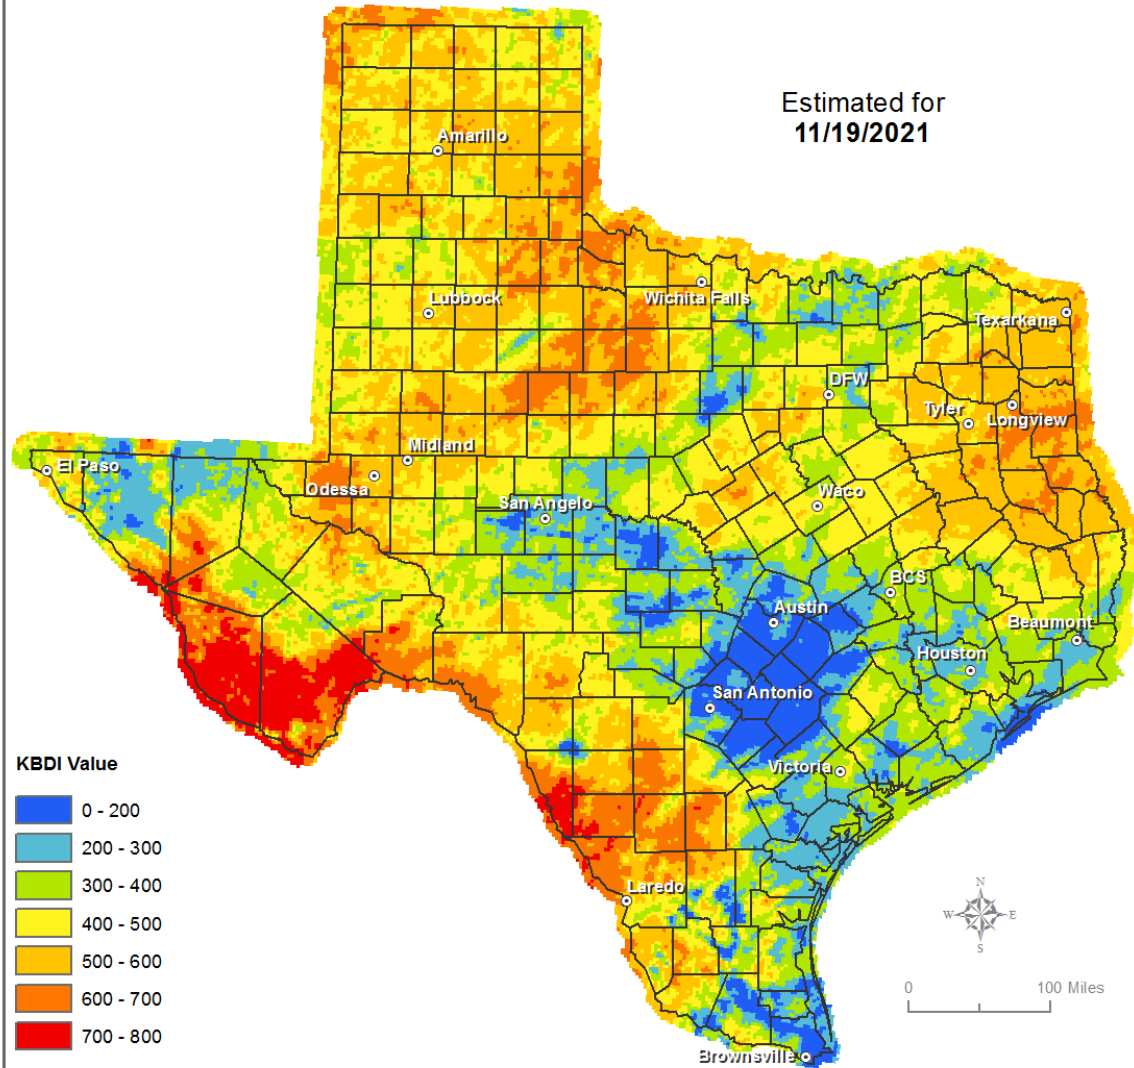 Estimated for
11/19/2021
Amarillo
Lubbock
Wichita Falls
Texarkana
DFW
Tyler
Longview
Midland
El Paso
Odessa
San Angelo
Waco
BCS
Austin
Beaumont
Houston
San Antonio
Victoria
Laredo
Brownsville
KBDI Value
0 - 200
200 - 300
300 - 400
400 - 500
500 - 600
600 - 700
700 - 800
N
W E
S
0 100 Miles